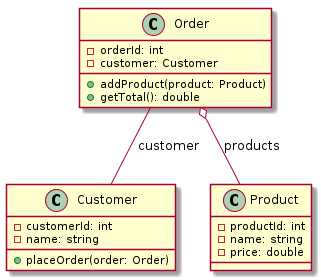 C Order
orderId: int
customer: Customer
addProduct(product: Product)
getTotal(): double
customer
products
C Customer
customerId: int
name: string
placeOrder(order: Order)
C Product
productId: int
name: string
price: double